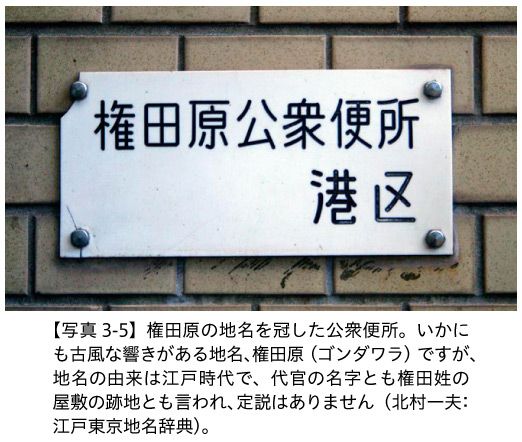 権田原公衆便所
港区
【写真 3-5】権田原の地名を冠した公衆便所。いかに
も古風な響きがある地名、権田原（ゴンダワラ）ですが、
地名の由来は江戸時代で、代官の名字とも権田姓の
屋敷の跡地とも言われ、定説はありません（北村一夫：
江戸東京地名辞典）。